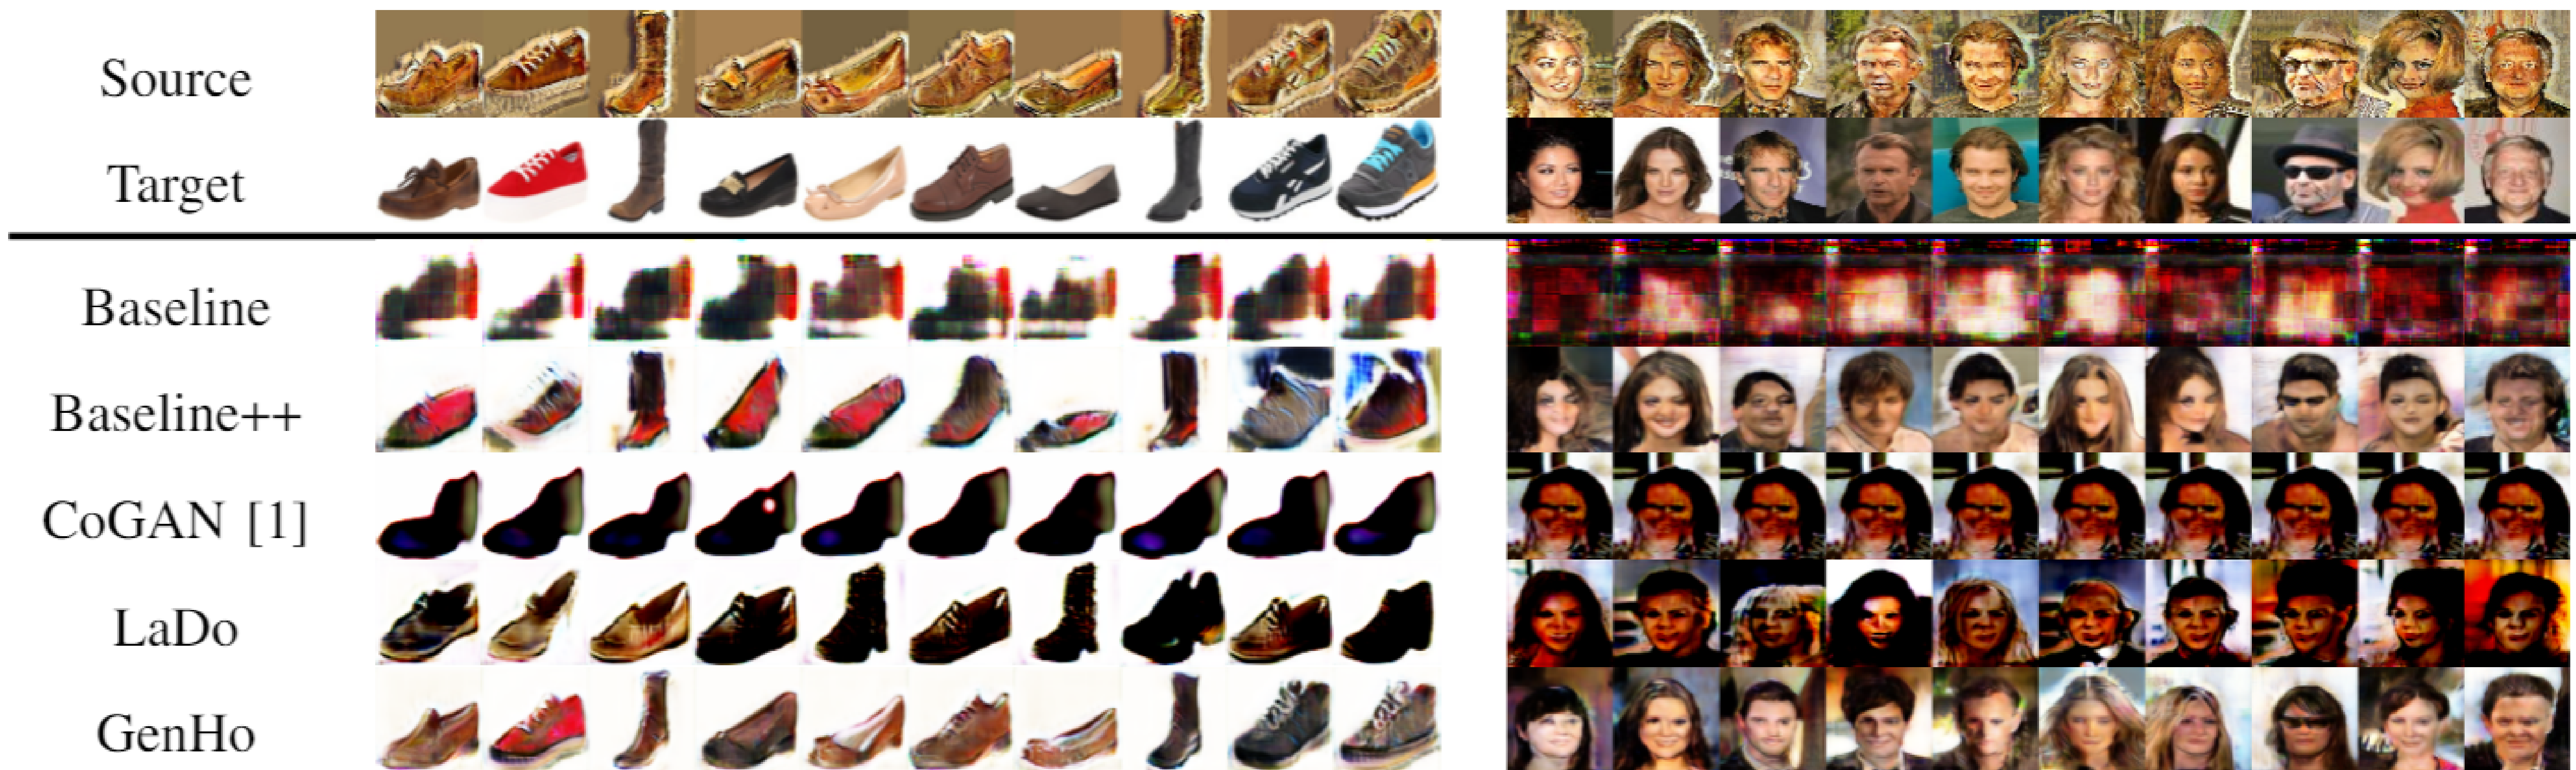 Source
Target
Baseline
Baseline++
CoGAN [1]
LaDo
GenHo